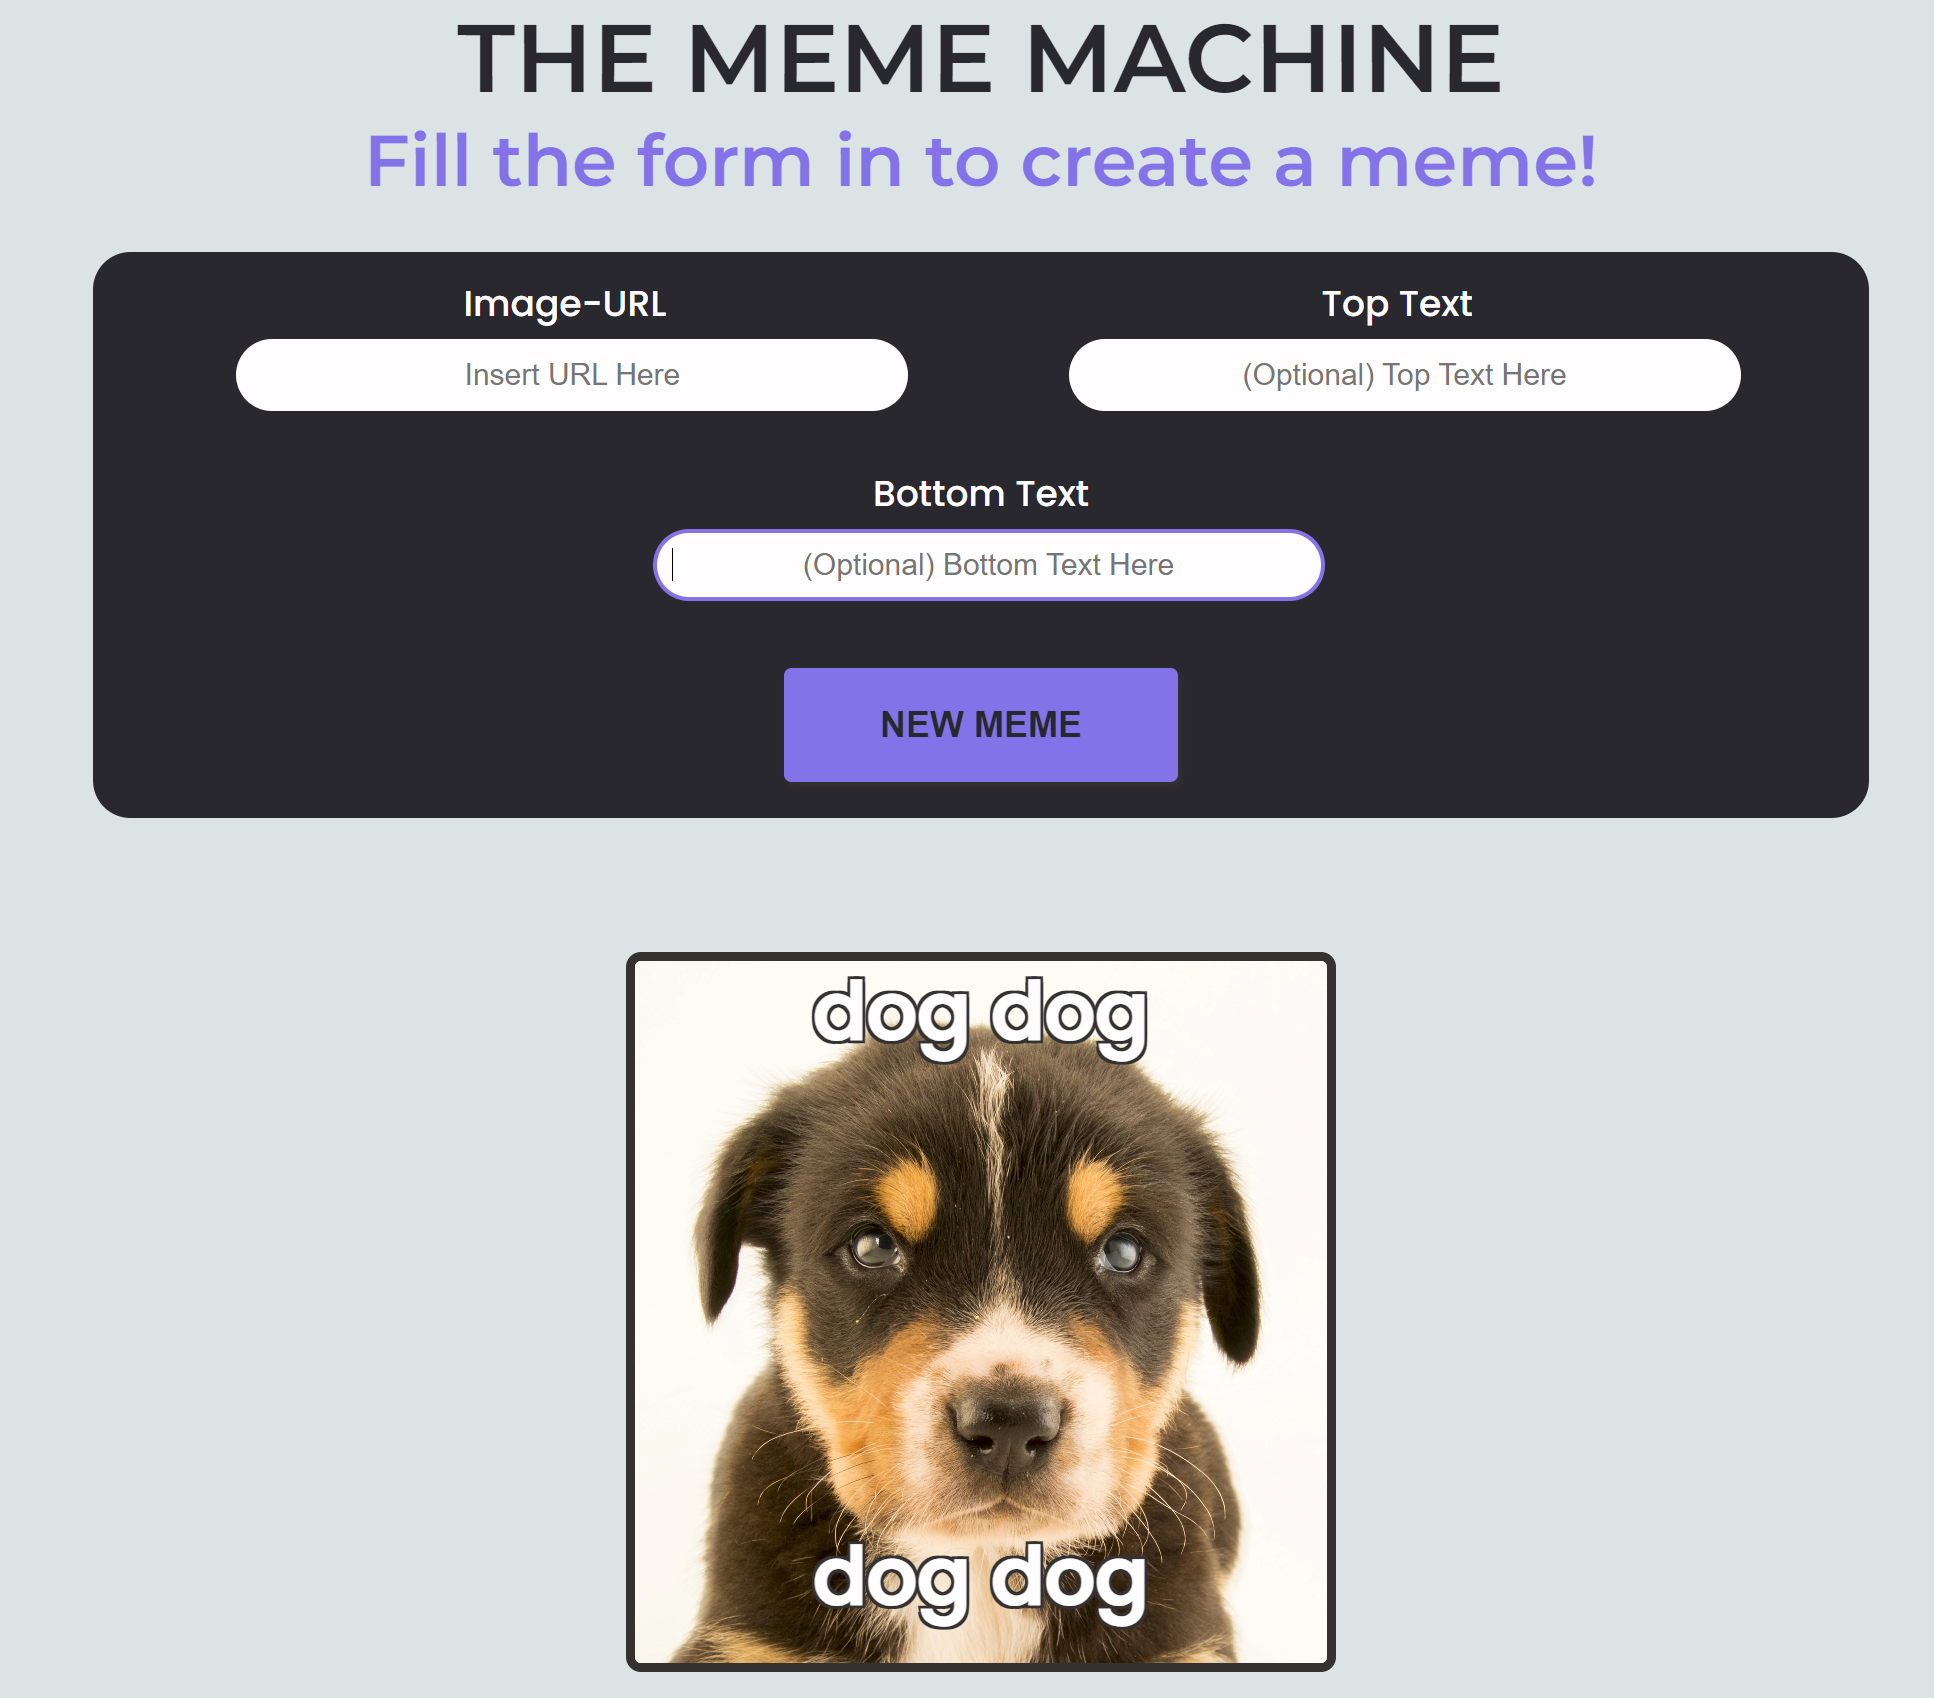 THE MEME MACHINE
Fill the form in to create a meme!
Image-URL
Insert URL Here
Top Text
(Optional) Top Text Here
Bottom Text
(Optional) Bottom Text Here
NEW MEME
dog dog
dog dog